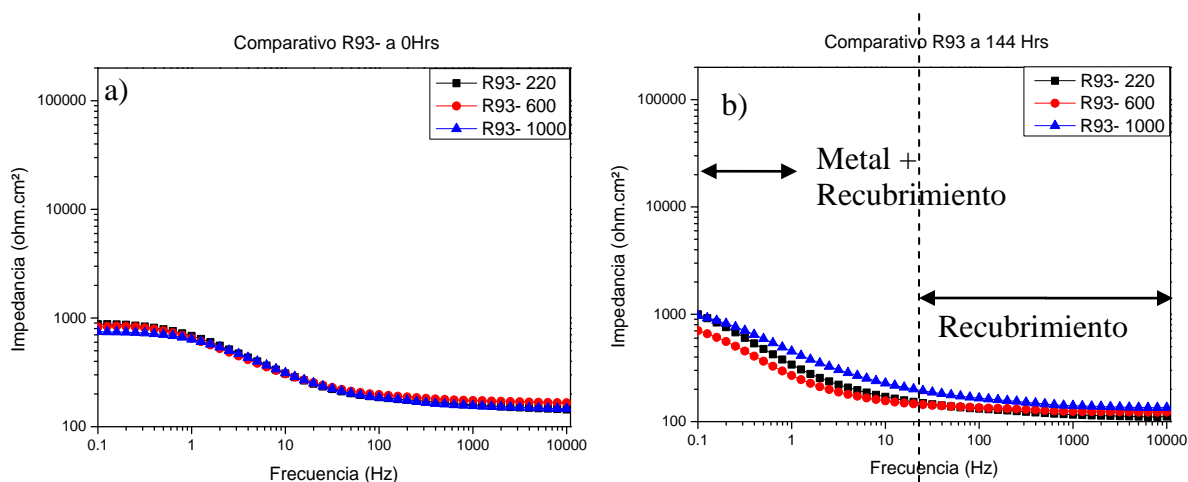 Comparativo R93- a 0Hrs
a)
R93- 220
R93- 600
R93- 1000
100000
10000
1000
100
0.1
1
10
100
1000
10000
Impedancia (ohm.cm²)
Frecuencia (Hz)
Comparativo R93 a 144 Hrs
b)
R93- 220
R93- 600
R93- 1000
Metal +
Recubrimiento
Recubrimiento
100000
10000
1000
100
0.1
1
10
100
1000
10000
Impedancia (ohm.cm²)
Frecuencia (Hz)